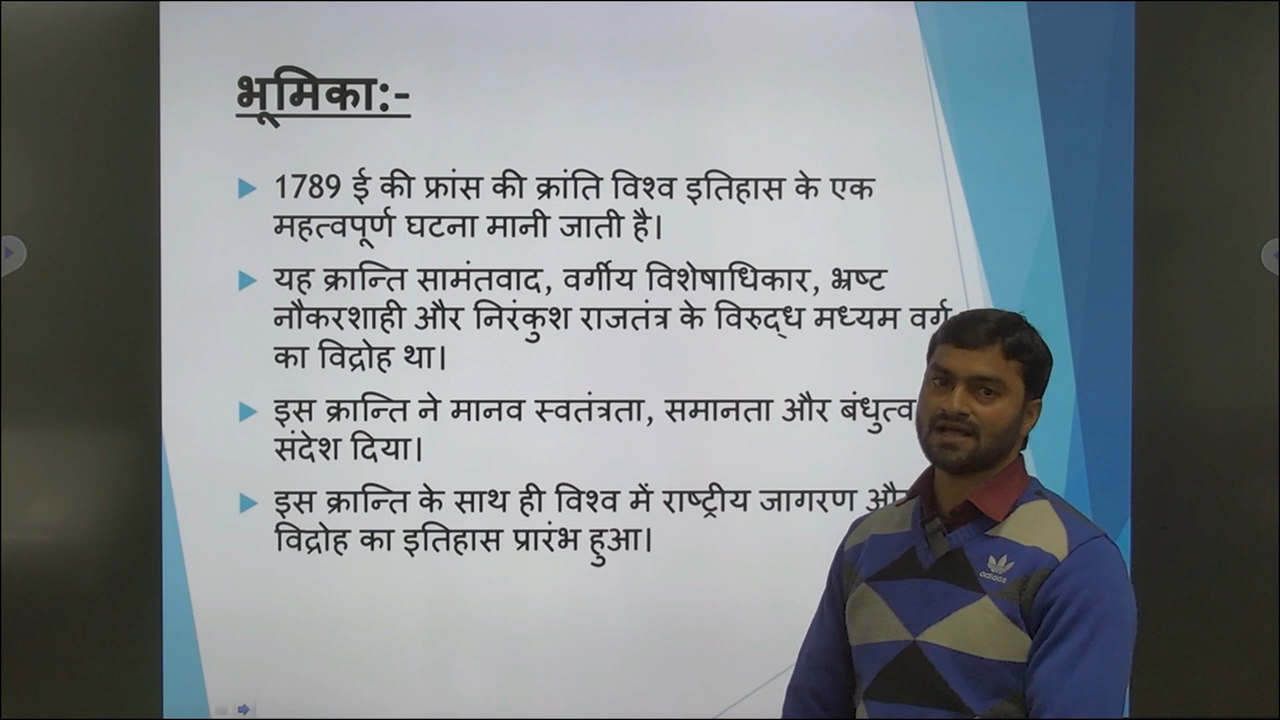 भूमिका:-
1789 ई की फ्रांस की क्रांति विश्व इतिहास के एक
महत्वपूर्ण घटना मानी जाती है।
यह क्रान्ति सामंतवाद, वर्गीय विशेषाधिकार, भ्रष्ट
नौकरशाही और निरंकुश राजतंत्र के विरुद्ध मध्यम वर्ग
का विद्रोह था।
इस क्रान्ति ने मानव स्वतंत्रता, समानता और बंधुत्व
संदेश दिया।
इस क्रान्ति के साथ ही विश्व में राष्ट्रीय जागरण
विद्रोह का इतिहास प्रारंभ हुआ।
adidas